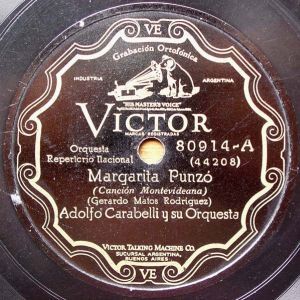 VE
Grabación Ortofónica
INDUSTRIA
ARGENTINA
"HIS MASTER'S VOICE"
VICTOR
MARCAS REGISTRADAS
Orquesta
Repertorio Nacional
80914-A
(44208)
Margarita Punzó
(Canción Montevideana)
(Gerardo Matos Rodriguez)
Adolfo Carabelli y su Orquesta
VICTOR TALKING MACHINE CO.
SUCURSAL ARGENTINA,
BUENOS AIRES
VE